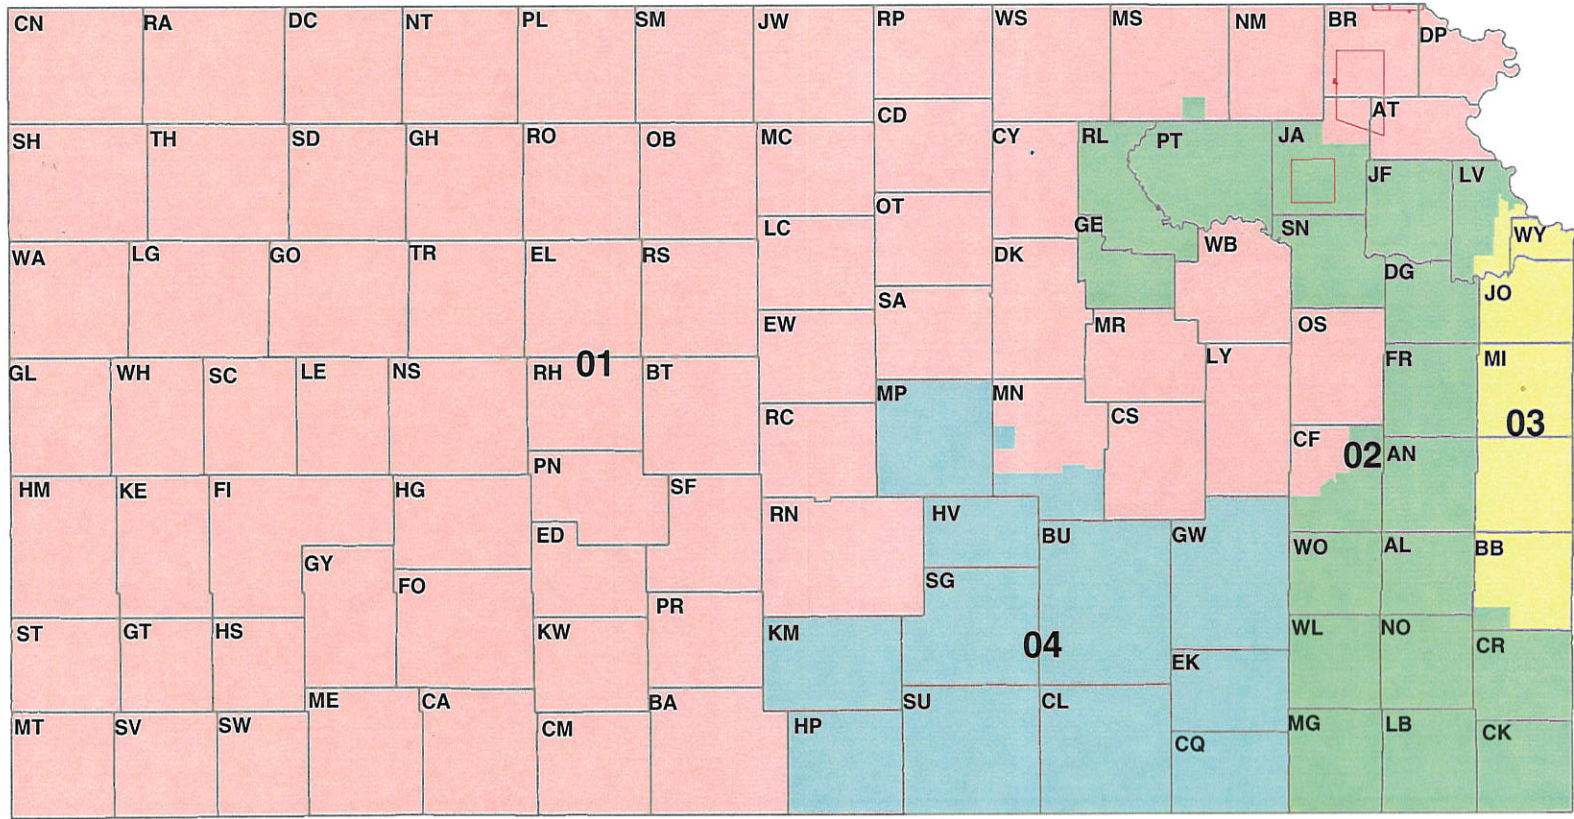 CN RA DC NT PL SM JW RP WS MS NM BR DP
SH TH SD GH RO OB MC CD CY RL PT JA AT
JF LV
OT
LC GE
WA LG GO TR EL RS DK WB SN WY
DG
SA JO
EW MR OS
GL WH SC LE NS RH 01 BT LY FR MI
MP MN
RC CS 03
CF 02 AN
PN
HM KE FI HG SF
RN HV
ED BU GW WO AL BB
GY FO SG
PR
ST GT HS KW KM WL NO
04 CR
EK
ME CA BA SU CL
MT SV SW CM HP MG LB CK
CQ